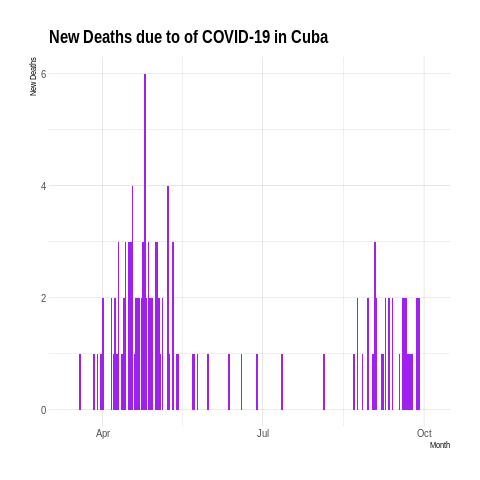 New Deaths due to of COVID-19 in Cuba
New Deaths
6
4
2
0
Apr
Jul
Oct
Month